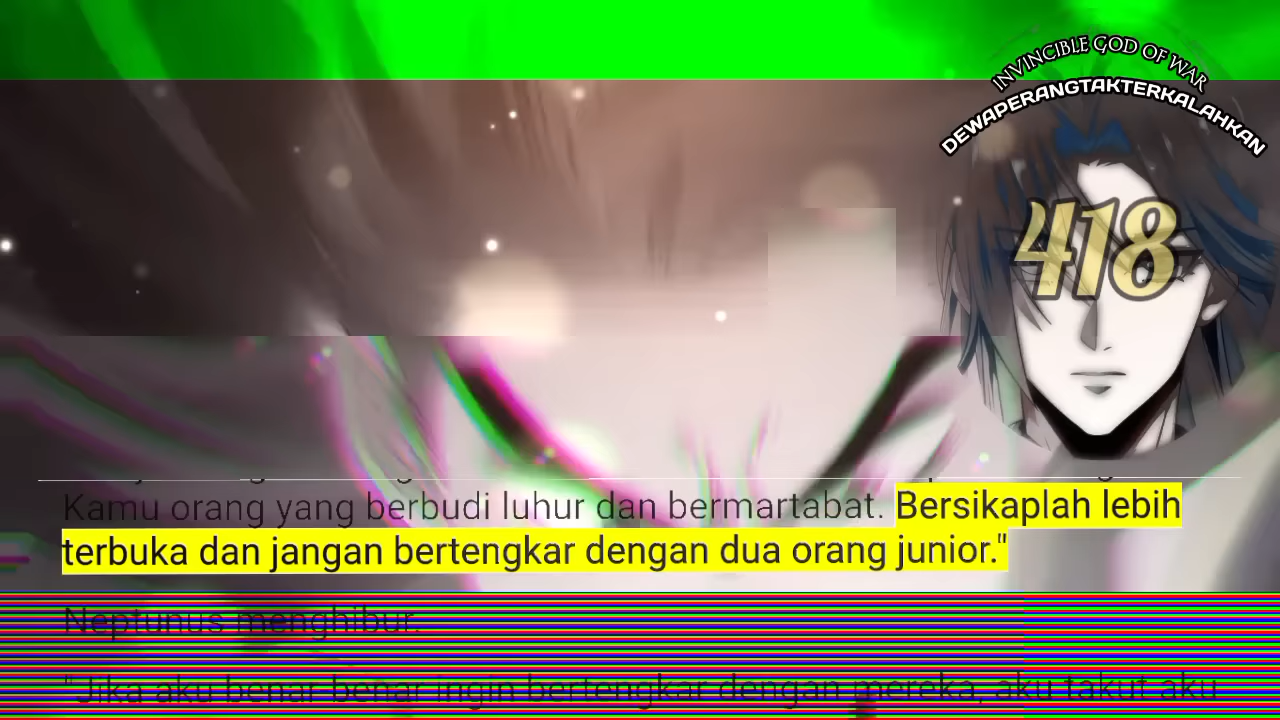 INVINCIBLE GOD OF WAR
DEWAPERANGTAKTERKALAHKAN
418
Kamu orang yang berbudi luhur dan bermartabat. Bersikaplah lebih
terbuka dan jangan bertengkar dengan dua orang junior."
Neptunus menghibur.
"Jika aku benar-benar ingin bertengkar dengan mereka, aku takut aku